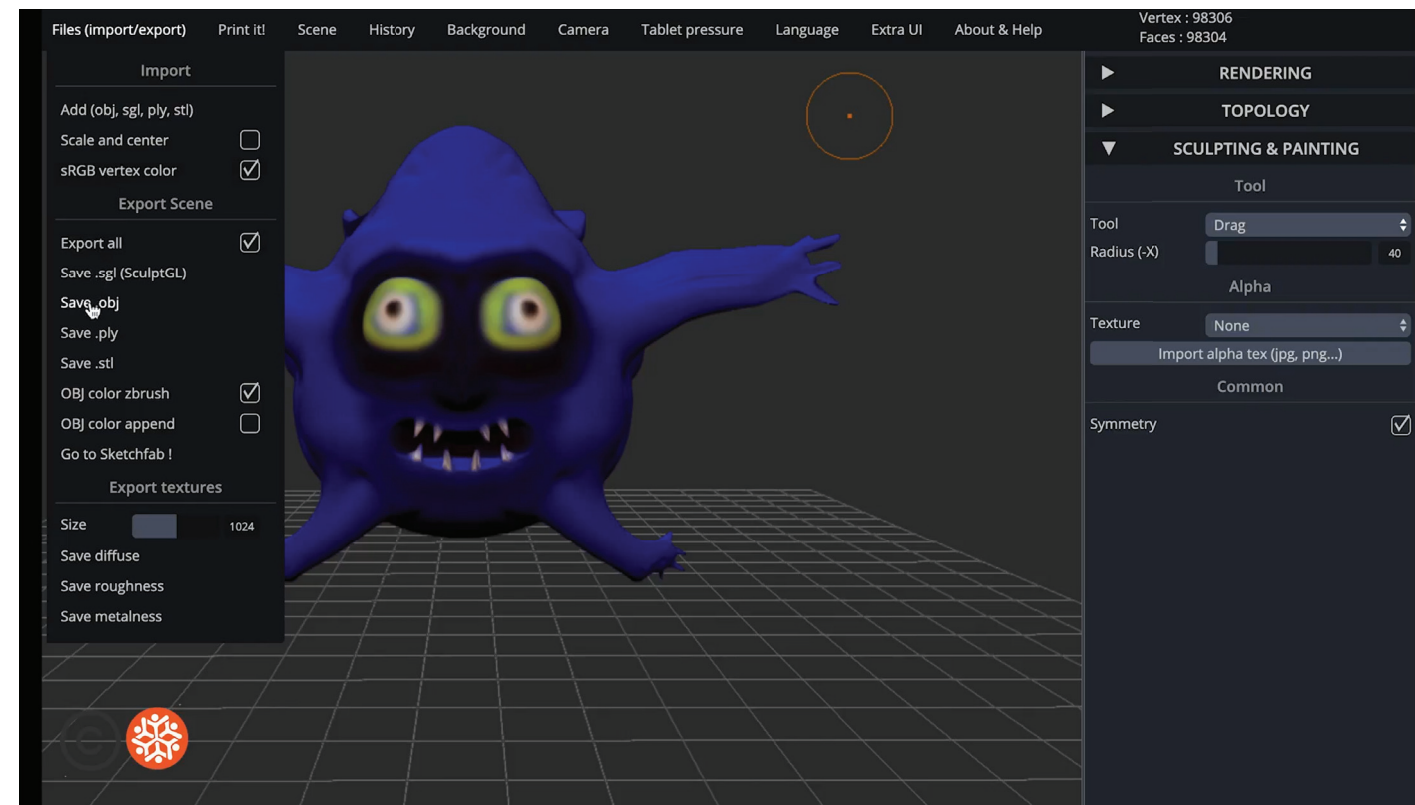 Files (import/export) Print it! Scene History Background Camera Tablet pressure Language Extra UI About & Help
Vertex : 98306
Faces : 98304
Import
Add (obj, sgl, ply, stl)
Scale and center
sRGB vertex color
Export Scene
Export all
Save .sgl (SculptGL)
Save .obj
Save .ply
Save .stl
OBJ color zbrush
OBJ color append
Go to Sketchfab !
Export textures
Size 1024
Save diffuse
Save roughness
Save metalness
RENDERING
TOPOLOGY
SCULPTING & PAINTING
Tool
Tool Drag
Radius (-X) 40
Alpha
Texture None
Import alpha tex (jpg, png...)
Common
Symmetry